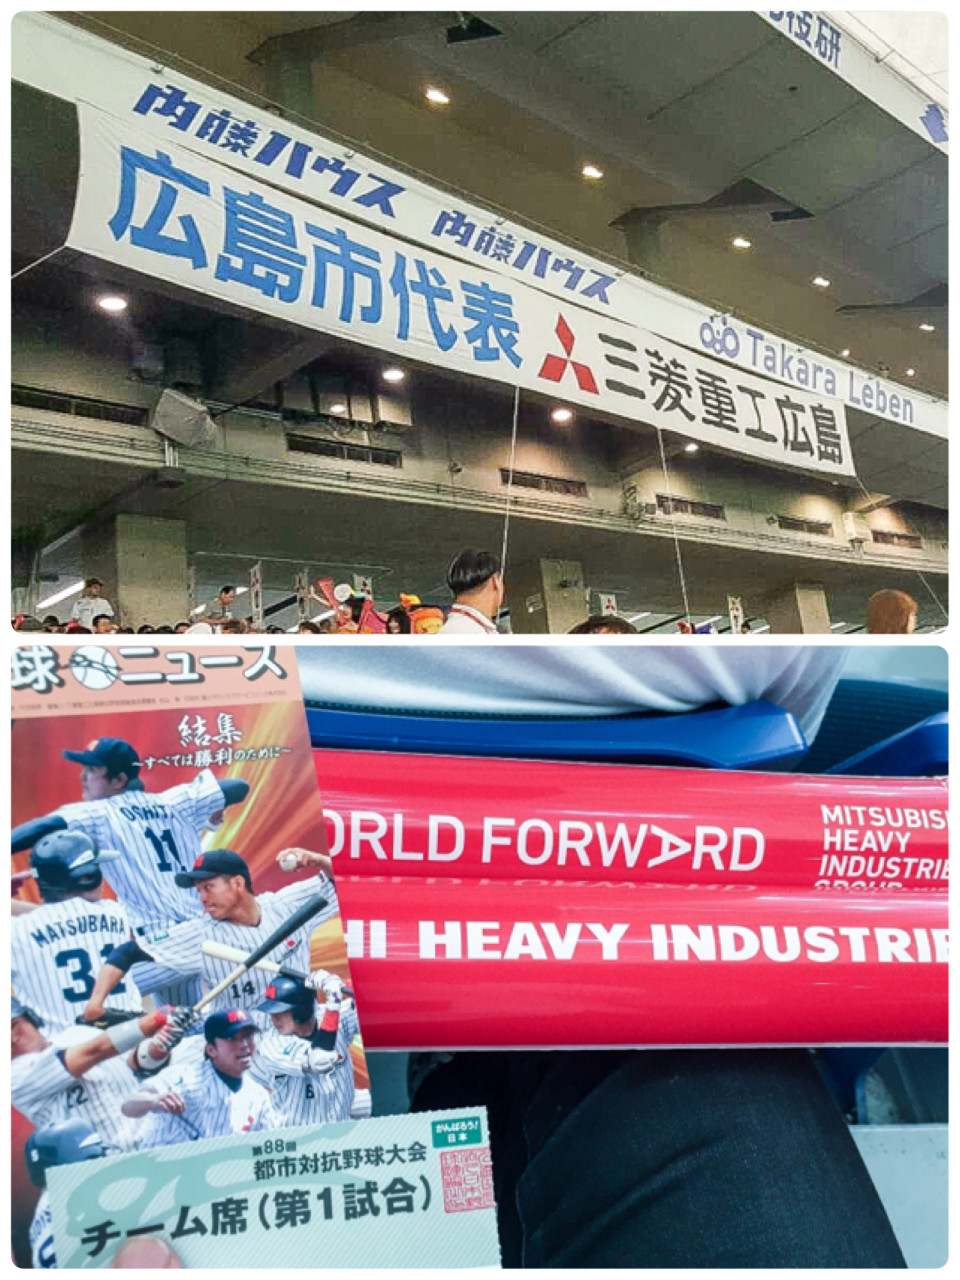 技研
内藤ハウス
内藤ハウス
Takara Leben
広島市代表 三菱重工広島
球ニュース
結集
～すべては勝利のために～
OSHITA
11
MATSUBARA
31
14
6
22
ORLD FORWARD
MITSUBIS
HEAVY
INDUSTRIE
HI HEAVY INDUSTRIE
第88回
都市対抗野球大会
がんばろう!
日本
チーム席(第1試合)